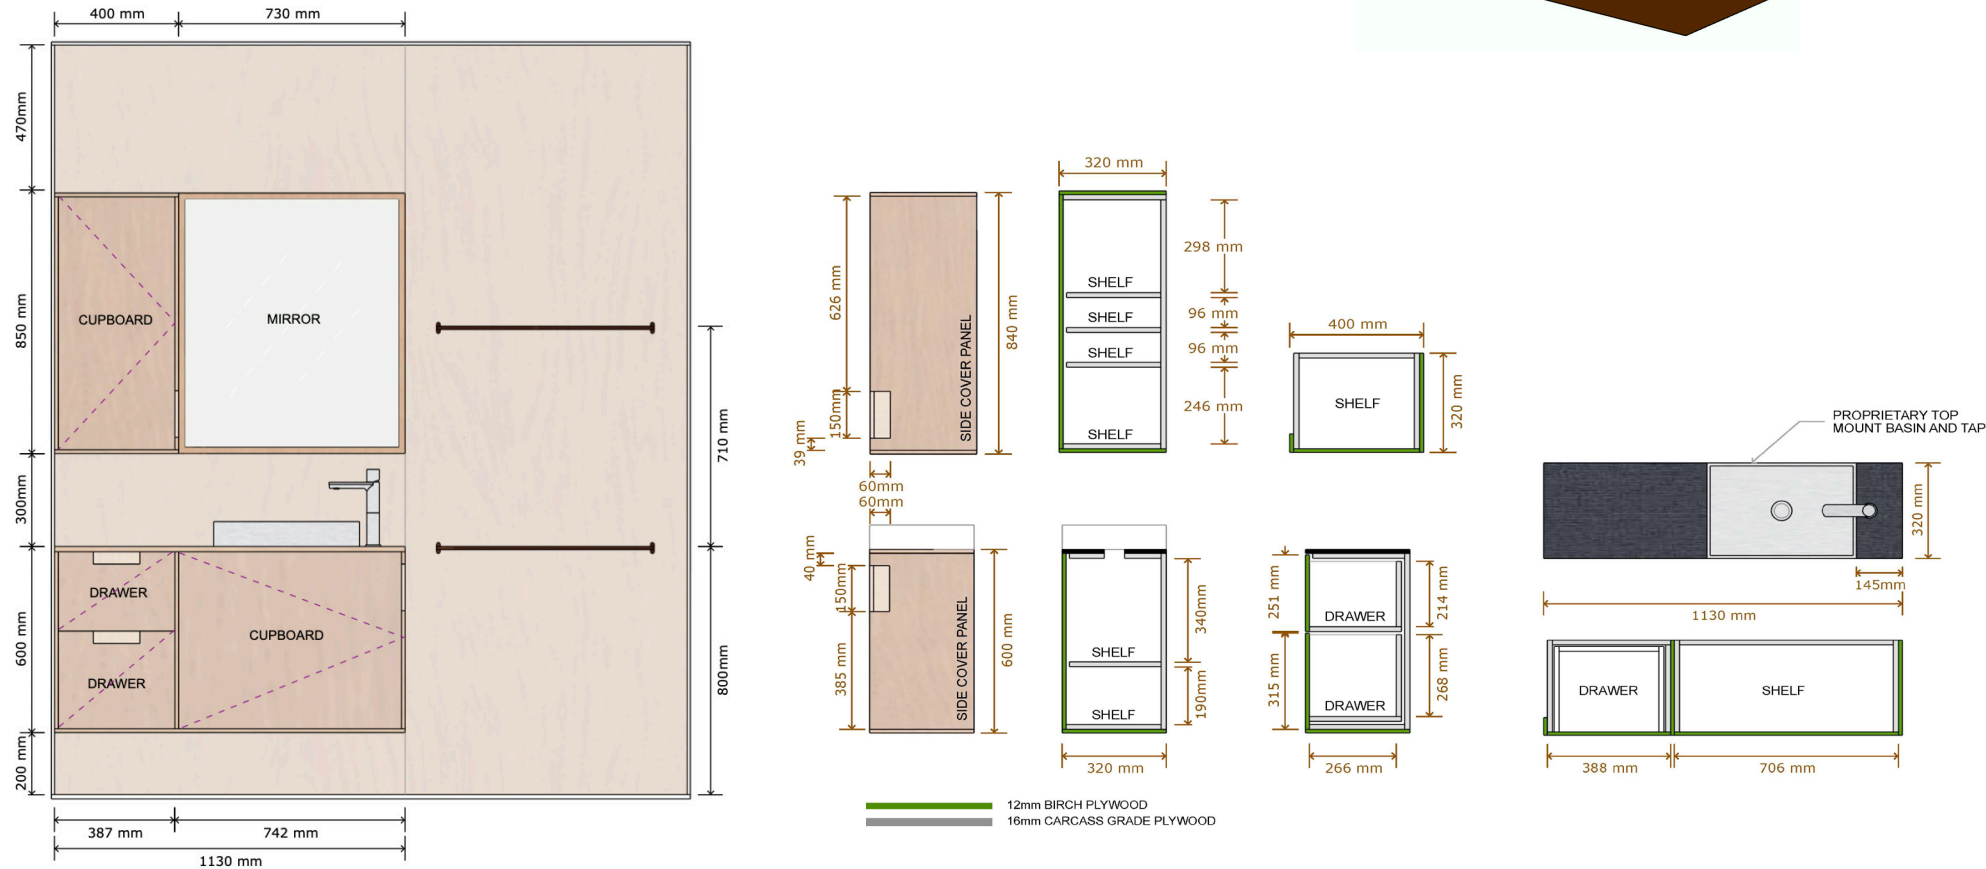 400 mm
730 mm
470mm
850 mm
300mm
600 mm
200 mm
CUPBOARD
MIRROR
DRAWER
DRAWER
CUPBOARD
710 mm
800mm
387 mm
742 mm
1130 mm
626 mm
150mm
39 mm
840 mm
SIDE COVER PANEL
60mm
60mm
40 mm
150mm
385 mm
600 mm
SIDE COVER PANEL
320 mm
SHELF
SHELF
SHELF
SHELF
298 mm
96 mm
96 mm
246 mm
SHELF
SHELF
340mm
190mm
320 mm
400 mm
SHELF
320 mm
251 mm
315 mm
DRAWER
DRAWER
214 mm
268 mm
266 mm
PROPRIETARY TOP
MOUNT BASIN AND TAP
320 mm
145mm
1130 mm
DRAWER
SHELF
388 mm
706 mm
12mm BIRCH PLYWOOD
16mm CARCASS GRADE PLYWOOD